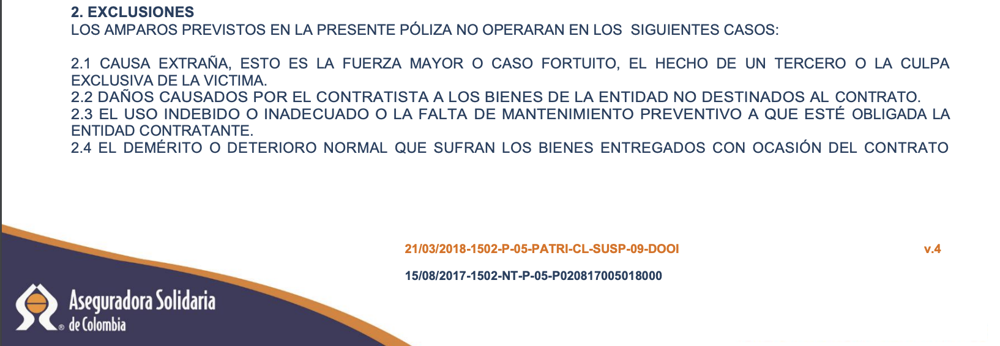 2. EXCLUSIONES
LOS AMPAROS PREVISTOS EN LA PRESENTE PÓLIZA NO OPERARAN EN LOS SIGUIENTES CASOS:
2.1 CAUSA EXTRAÑA, ESTO ES LA FUERZA MAYOR O CASO FORTUITO, EL HECHO DE UN TERCERO O LA CULPA
EXCLUSIVA DE LA VICTIMA.
2.2 DAÑOS CAUSADOS POR EL CONTRATISTA A LOS BIENES DE LA ENTIDAD NO DESTINADOS AL CONTRATO.
2.3 EL USO INDEBIDO O INADECUADO O LA FALTA DE MANTENIMIENTO PREVENTIVO A QUE ESTÉ OBLIGADA LA
ENTIDAD CONTRATANTE.
2.4 EL DEMÉRITO O DETERIORO NORMAL QUE SUFRAN LOS BIENES ENTREGADOS CON OCASIÓN DEL CONTRATO
21/03/2018-1502-P-05-PATRI-CL-SUSP-09-DOOI v.4
15/08/2017-1502-NT-P-05-P020817005018000
Aseguradora Solidaria
® de Colombia